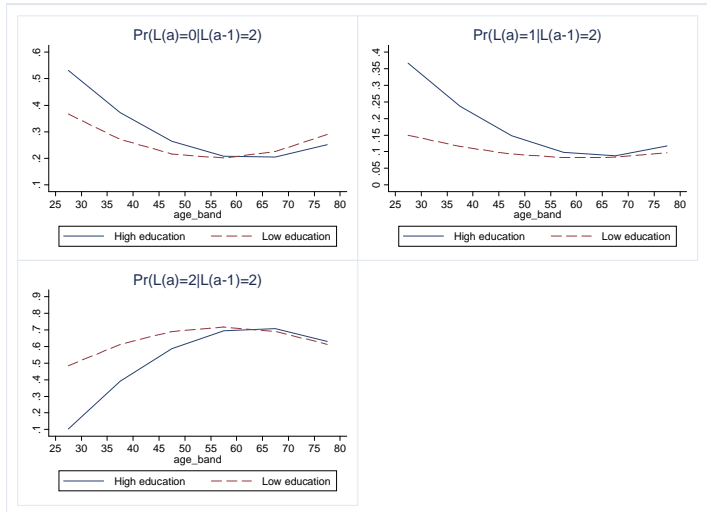 Pr(L(a)=0|L(a-1)=2)
.6
.5
.4
.3
.2
.1
25 30 35 40 45 50 55 60 65 70 75 80
age_band
High education Low education
Pr(L(a)=1|L(a-1)=2)
0 .05 .1 .15 .2 .25 .3 .35 .4
25 30 35 40 45 50 55 60 65 70 75 80
age_band
High education Low education
Pr(L(a)=2|L(a-1)=2)
.9
.8
.7
.6
.5
.4
.3
.2
.1
25 30 35 40 45 50 55 60 65 70 75 80
age_band
High education Low education